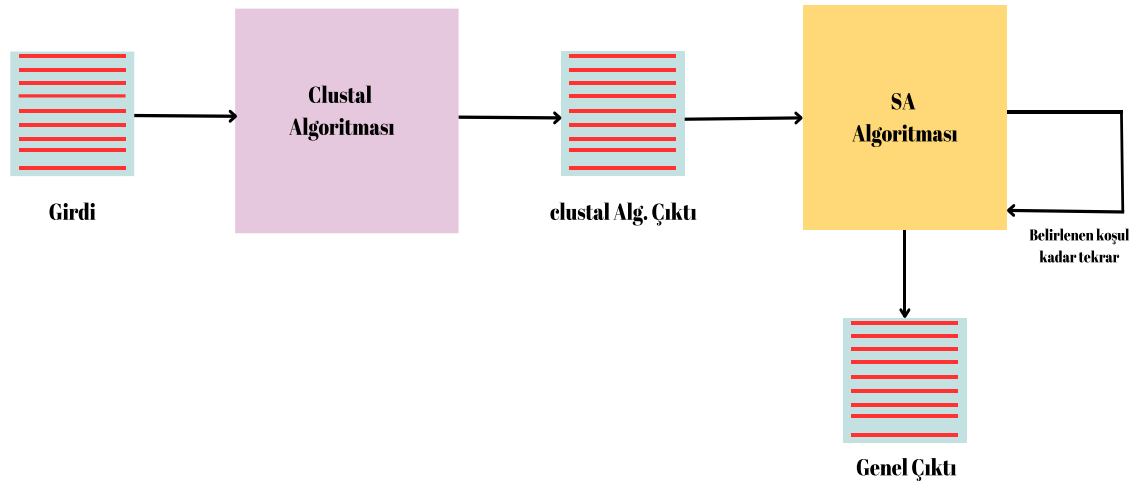 Clustal
Algoritması
SA
Algoritması
Girdi
clustal Alg. Çıktı
Belirlenen koşul
kadar tekrar
Genel Çıktı